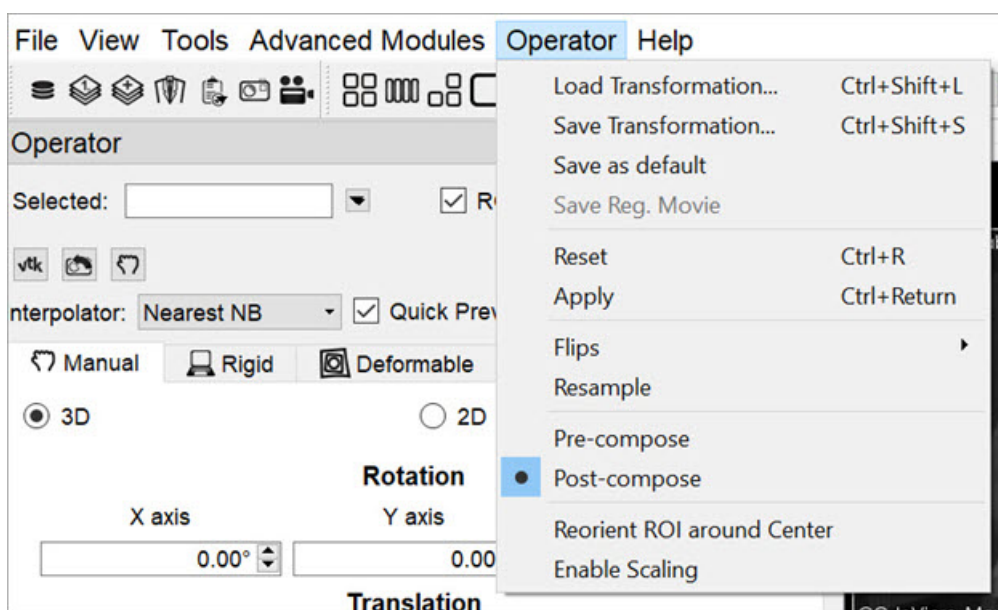 File View Tools Advanced Modules Operator Help
Operator
Selected:
vtk
nterpolator: Nearest NB Quick Prev
Manual Rigid Deformable
3D 2D
Rotation
X axis Y axis
0.00° 0.00
Translation
Load Transformation... Ctrl+Shift+L
Save Transformation... Ctrl+Shift+S
Save as default
Save Reg. Movie
Reset Ctrl+R
Apply Ctrl+Return
Flips
Resample
Pre-compose
Post-compose
Reorient ROI around Center
Enable Scaling